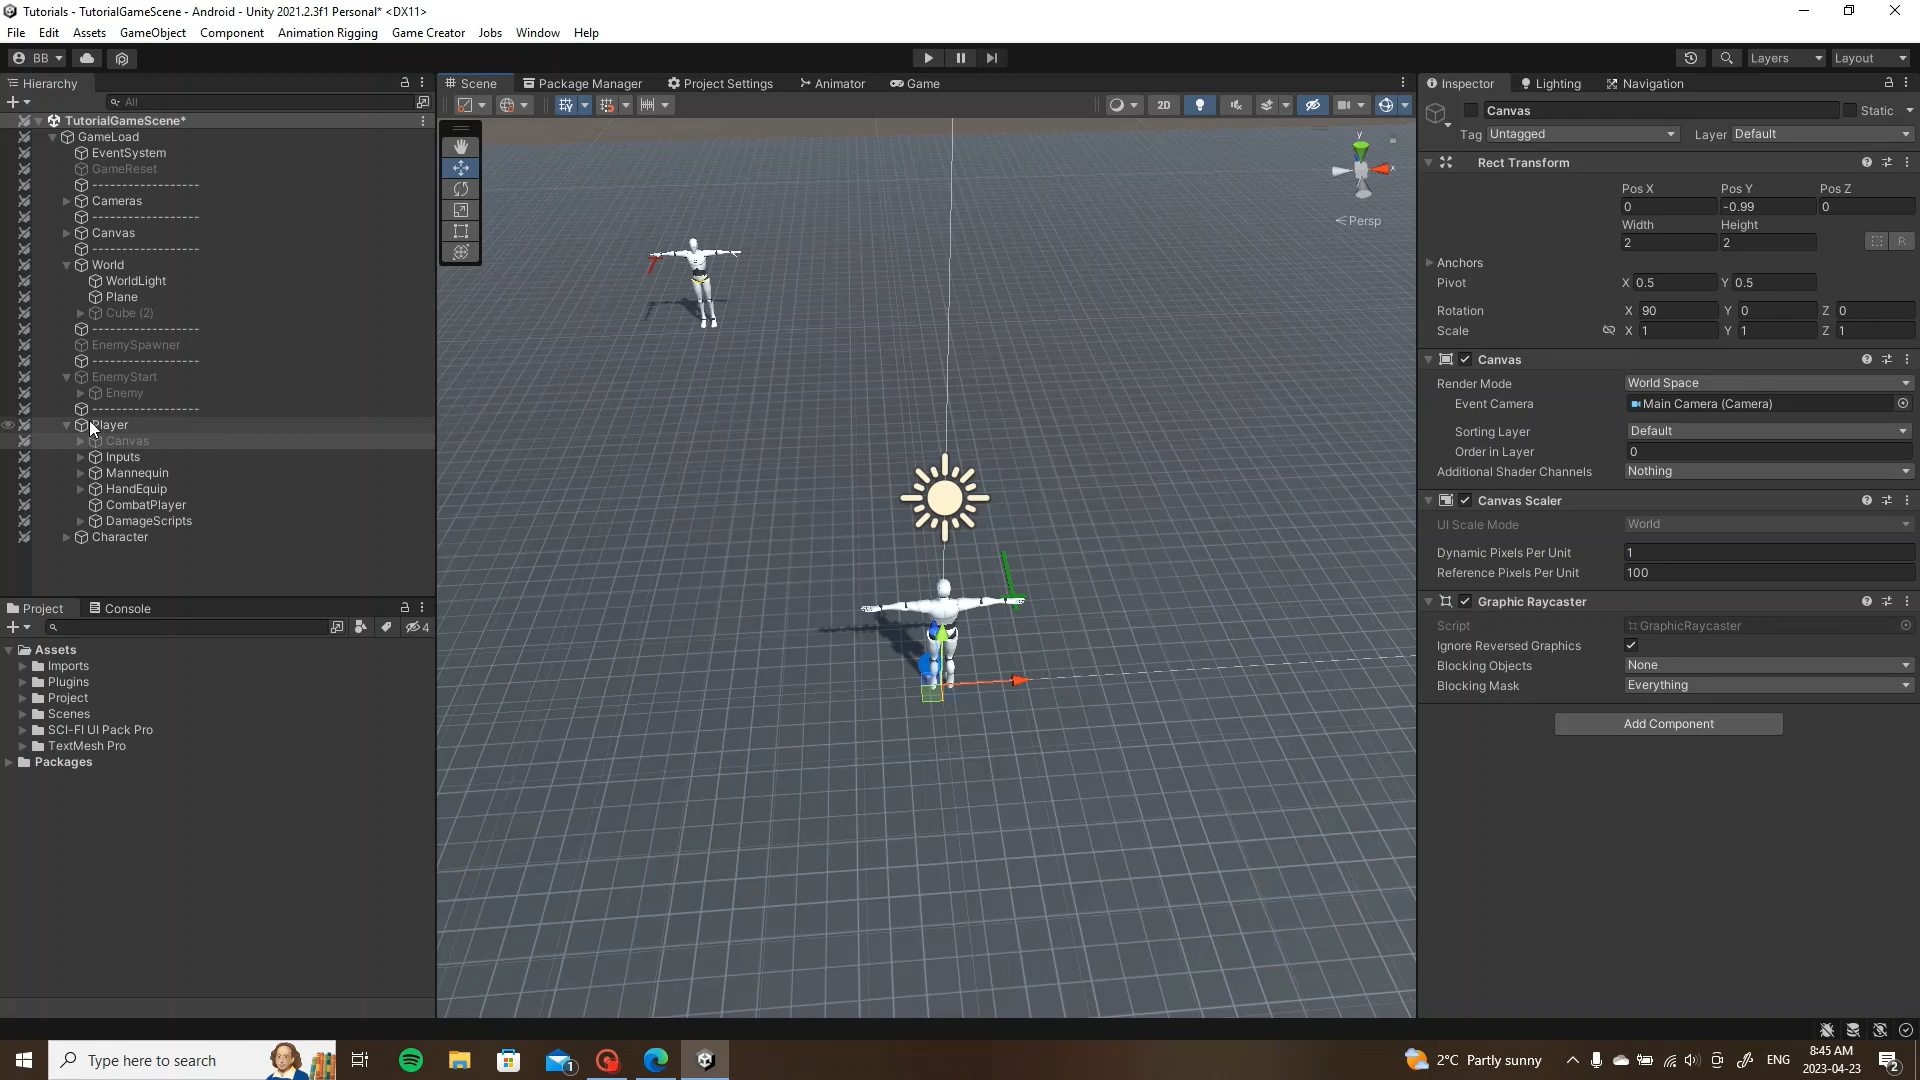 Tutorials - TutorialGameScene - Android - Unity 2021.2.3f1 Personal* <DX11>
File Edit Assets GameObject Component Animation Rigging Game Creator Jobs Window Help
BB Layers Layout
Hierarchy
All
TutorialGameScene*
GameLoad
EventSystem
GameReset
------------------
Cameras
------------------
Canvas
------------------
World
WorldLight
Plane
Cube (2)
------------------
EnemySpawner
------------------
EnemyStart
Enemy
------------------
Player
Canvas
Inputs
Mannequin
HandEquip
CombatPlayer
DamageScripts
Character
Project Console
4
Assets
Imports
Plugins
Project
Scenes
SCI-FI UI Pack Pro
TextMesh Pro
Packages
Scene Package Manager Project Settings Animator Game
2D
y
x
Persp
Inspector Lighting Navigation
Canvas Static
Tag Untagged Layer Default
Rect Transform
Pos X Pos Y Pos Z
0 -0.99 0
Width Height
2 2
R
Anchors
Pivot X 0.5 Y 0.5
Rotation X 90 Y 0 Z 0
Scale X 1 Y 1 Z 1
Canvas
Render Mode World Space
Event Camera Main Camera (Camera)
Sorting Layer Default
Order in Layer 0
Additional Shader Channels Nothing
Canvas Scaler
UI Scale Mode World
Dynamic Pixels Per Unit 1
Reference Pixels Per Unit 100
Graphic Raycaster
Script GraphicRaycaster
Ignore Reversed Graphics
Blocking Objects None
Blocking Mask Everything
Add Component
Type here to search
1
2°C Partly sunny
ENG
8:45 AM
2023-04-23
2